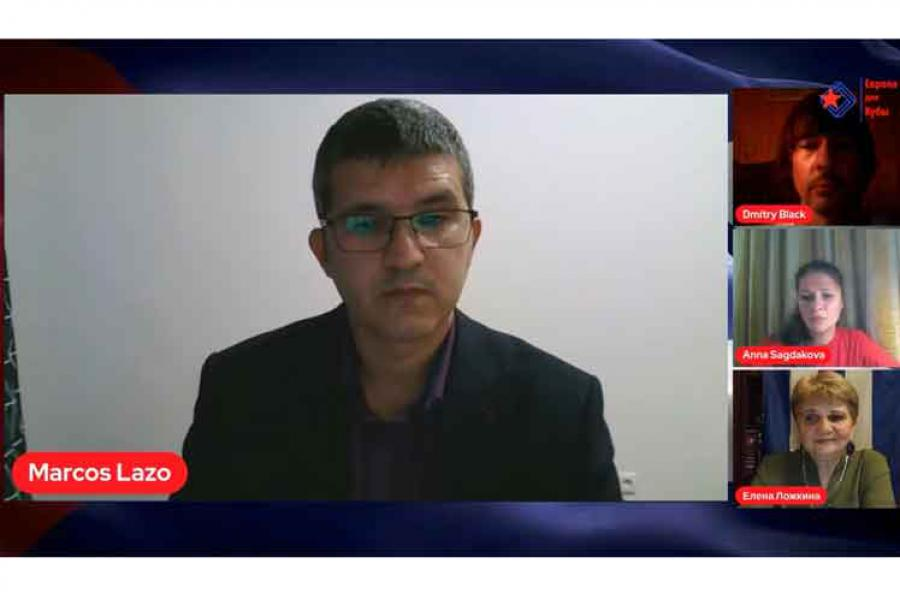 Европа
для
Кубы
Dmitry Black
Anna Sagdakova
Marcos Lazo
Елена Ложкина